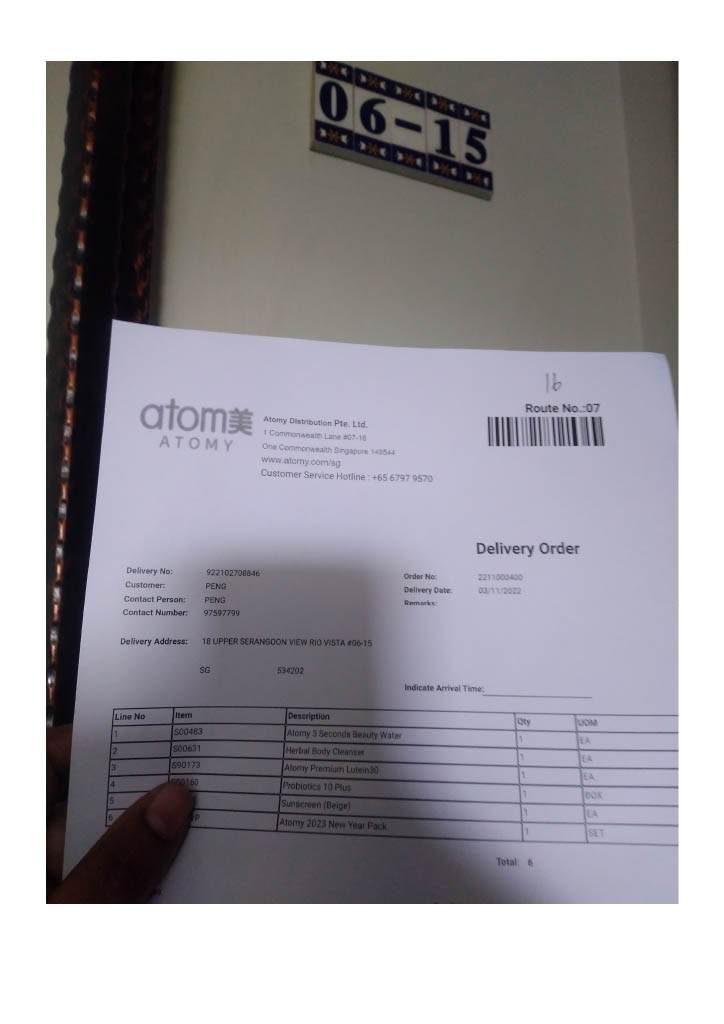 06-15
16
Route No.:07
atom美
ATOMY
Atomy Distribution Pte. Ltd.
1 Commonwealth Lane #07-16
One Commonwealth Singapore 149544
www.atomy.com/sg
Customer Service Hotline : +65 6797 9570
Delivery Order
Delivery No: 922102708846
Customer: PENG
Contact Person: PENG
Contact Number: 97597799
Order No: 2211000400
Delivery Date: 03/11/2022
Remarks:
Delivery Address: 18 UPPER SERANGOON VIEW RIO VISTA #06-15
SG 534202
Indicate Arrival Time:
Line No Item Description Qty UOM
1 S00483 Atomy 3 Seconds Beauty Water 1 EA
2 S00631 Herbal Body Cleanser 1 EA
3 S90173 Atomy Premium Lutein30 1 EA
4 Probiotics 10 Plus 1 BOX
5 Sunscreen (Beige) 1 EA
6 Atomy 2023 New Year Pack 1 SET
Total: 6